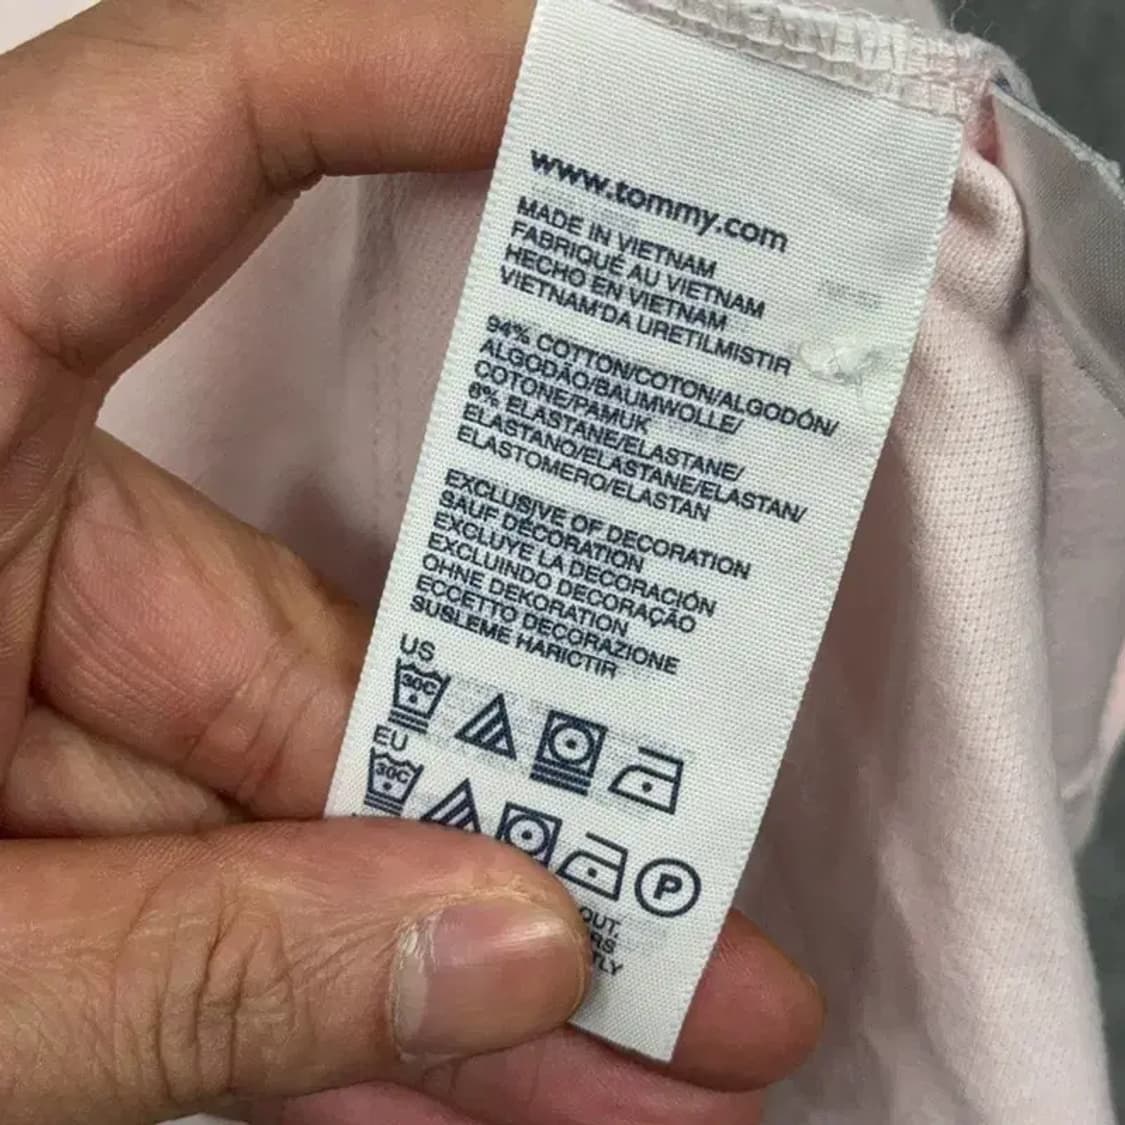 www.tommy.com
MADE IN VIETNAM
FABRIQUÉ AU VIETNAM
HECHO EN VIETNAM
VIETNAM'DA URETILMISTIR
94% COTTON/COTON/ALGODÓN/
ALGODÃO/BAUMWOLLE/
COTONE/PAMUK
6% ELASTANE/ELASTANE/
ELASTANO/ELASTANE/ELASTAN/
ELASTOMERO/ELASTAN
EXCLUSIVE OF DECORATION
SAUF DÉCORATION
EXCLUYE LA DECORACIÓN
EXCLUINDO DECORAÇÃO
OHNE DEKORATION
ECCETTO DECORAZIONE
SUSLEME HARICTIR
US
30C
EU
30C
P
OUT.